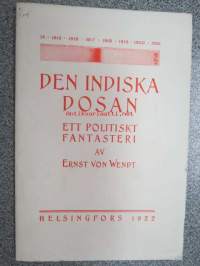 DEN INDISKA
DOSAN
ETT POLITISKT
FANTASTERI
AV
ERNST VON WENDT
HELSINGFORS 1922